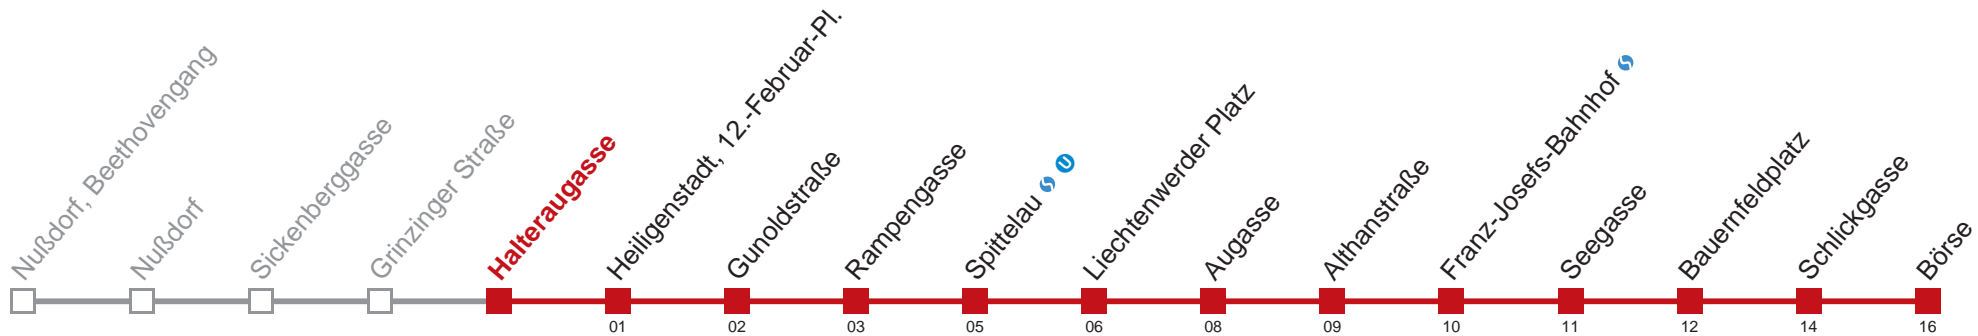 Nußdorf, Beethovengang
Nußdorf
Sickenberggasse
Grinzinger Straße
Halteraugasse
Heiligenstadt, 12.-Februar-Pl.
Gunoldstraße
Rampengasse
Spittelau S U
Liechtenwerder Platz
Augasse
Althanstraße
Franz-Josefs-Bahnhof S
Seegasse
Bauernfeldplatz
Schlickgasse
Börse
01 02 03 05 06 08 09 10 11 12 14 16